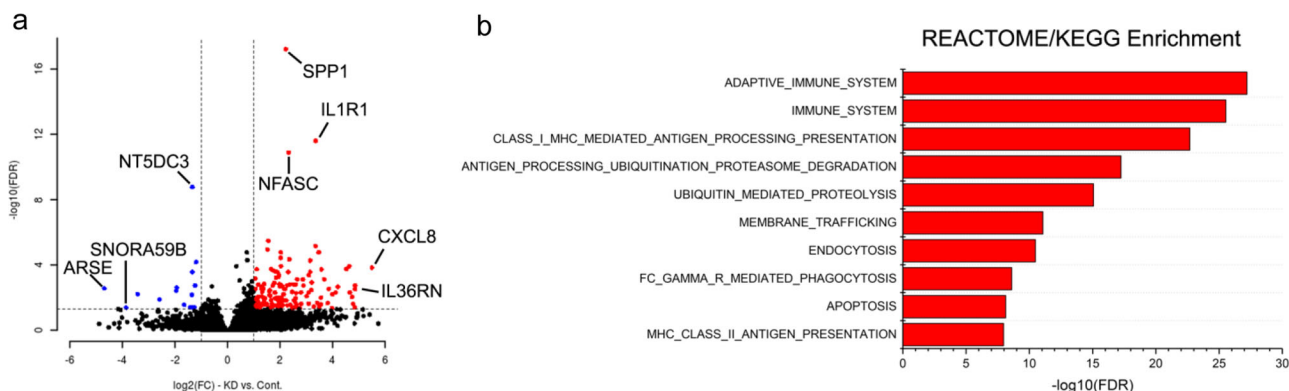 a
16
12
8
4
0
-log10(FDR)
SPP1
IL1R1
NFASC
NT5DC3
CXCL8
SNORA59B
ARSE
IL36RN
-6 -4 -2 0 2 4 6
log2(FC) - KD vs. Cont.
b
REACTOME/KEGG Enrichment
ADAPTIVE_IMMUNE_SYSTEM
IMMUNE_SYSTEM
CLASS_I_MHC_MEDIATED_ANTIGEN_PROCESSING_PRESENTATION
ANTIGEN_PROCESSING_UBIQUITINATION_PROTEASOME_DEGRADATION
UBIQUITIN_MEDIATED_PROTEOLYSIS
MEMBRANE_TRAFFICKING
ENDOCYTOSIS
FC_GAMMA_R_MEDIATED_PHAGOCYTOSIS
APOPTOSIS
MHC_CLASS_II_ANTIGEN_PRESENTATION
0 5 10 15 20 25 30
-log10(FDR)